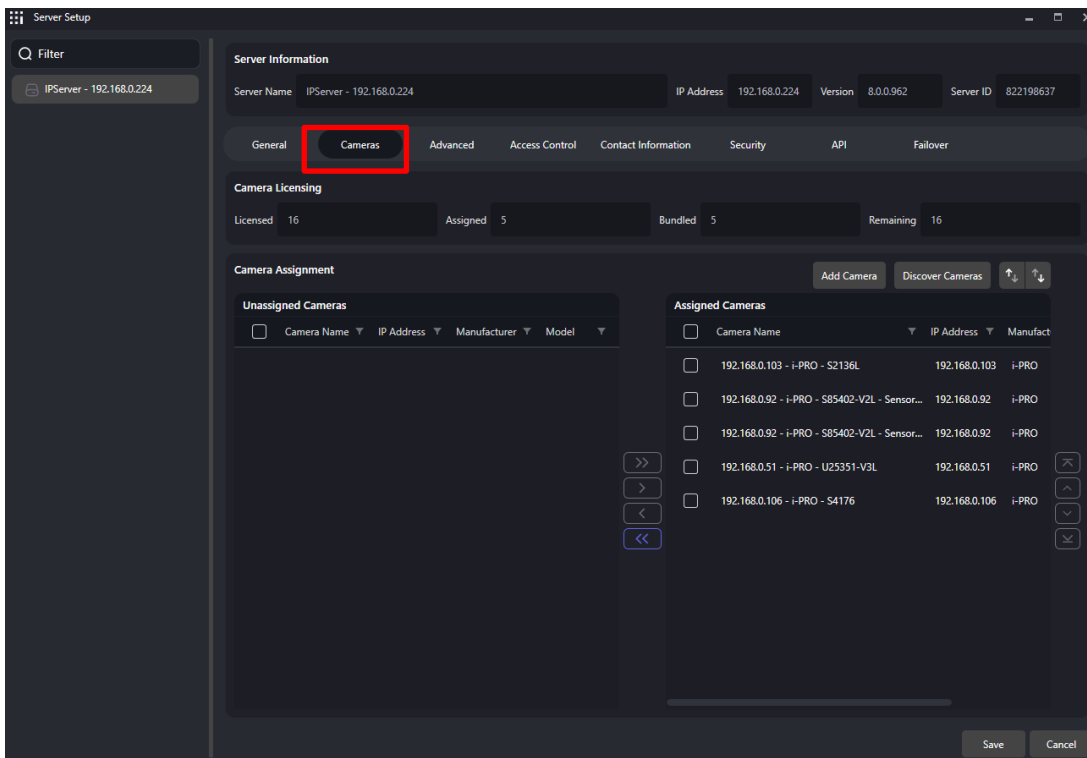 Server Setup
Filter
IPServer - 192.168.0.224
Server Information
Server Name IPServer - 192.168.0.224 IP Address 192.168.0.224 Version 8.0.0.962 Server ID 822198637
General Cameras Advanced Access Control Contact Information Security API Failover
Camera Licensing
Licensed 16 Assigned 5 Bundled 5 Remaining 16
Camera Assignment Add Camera Discover Cameras
Unassigned Cameras
Camera Name IP Address Manufacturer Model
Assigned Cameras
Camera Name IP Address Manufact
192.168.0.103 - i-PRO - S2136L 192.168.0.103 i-PRO
192.168.0.92 - i-PRO - S85402-V2L - Sensor... 192.168.0.92 i-PRO
192.168.0.92 - i-PRO - S85402-V2L - Sensor... 192.168.0.92 i-PRO
192.168.0.51 - i-PRO - U25351-V3L 192.168.0.51 i-PRO
192.168.0.106 - i-PRO - S4176 192.168.0.106 i-PRO
Save Cancel